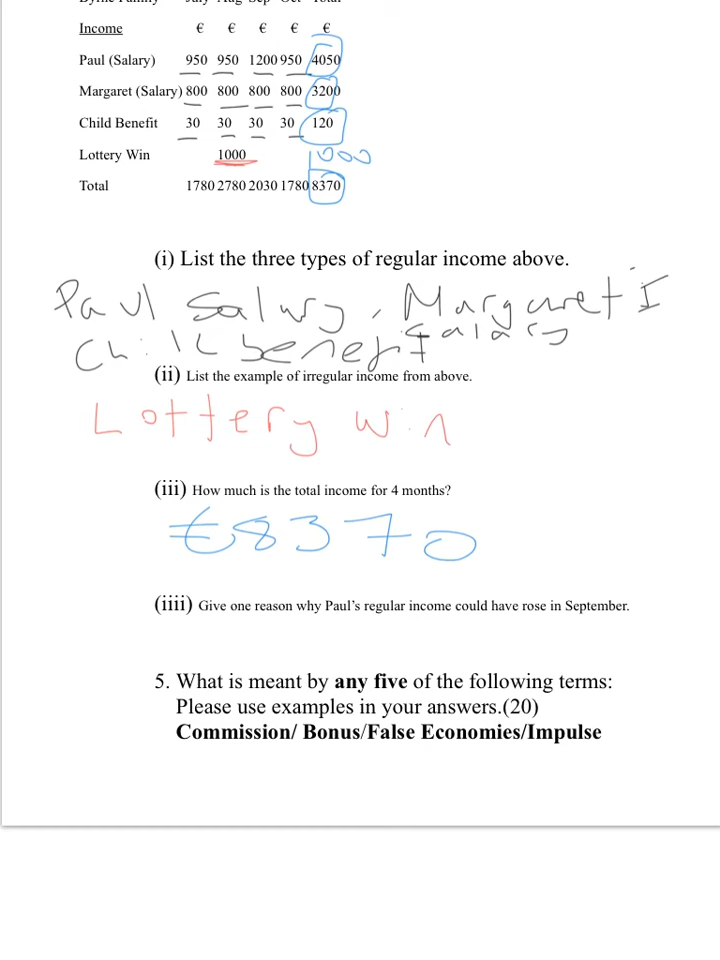 Income € € € € €
Paul (Salary) 950 950 1200 950 4050
Margaret (Salary) 800 800 800 800 3200
Child Benefit 30 30 30 30 120
Lottery Win 1000 1000
Total 1780 2780 2030 1780 8370
(i) List the three types of regular income above.
Paul Salary, Margaret
Salary
benefit
(ii) List the example of irregular income from above.
Lottery win
(iii) How much is the total income for 4 months?
€8370
(iiii) Give one reason why Paul's regular income could have rose in September.
5. What is meant by any five of the following terms:
Please use examples in your answers.(20)
Commission/ Bonus/False Economies/Impulse